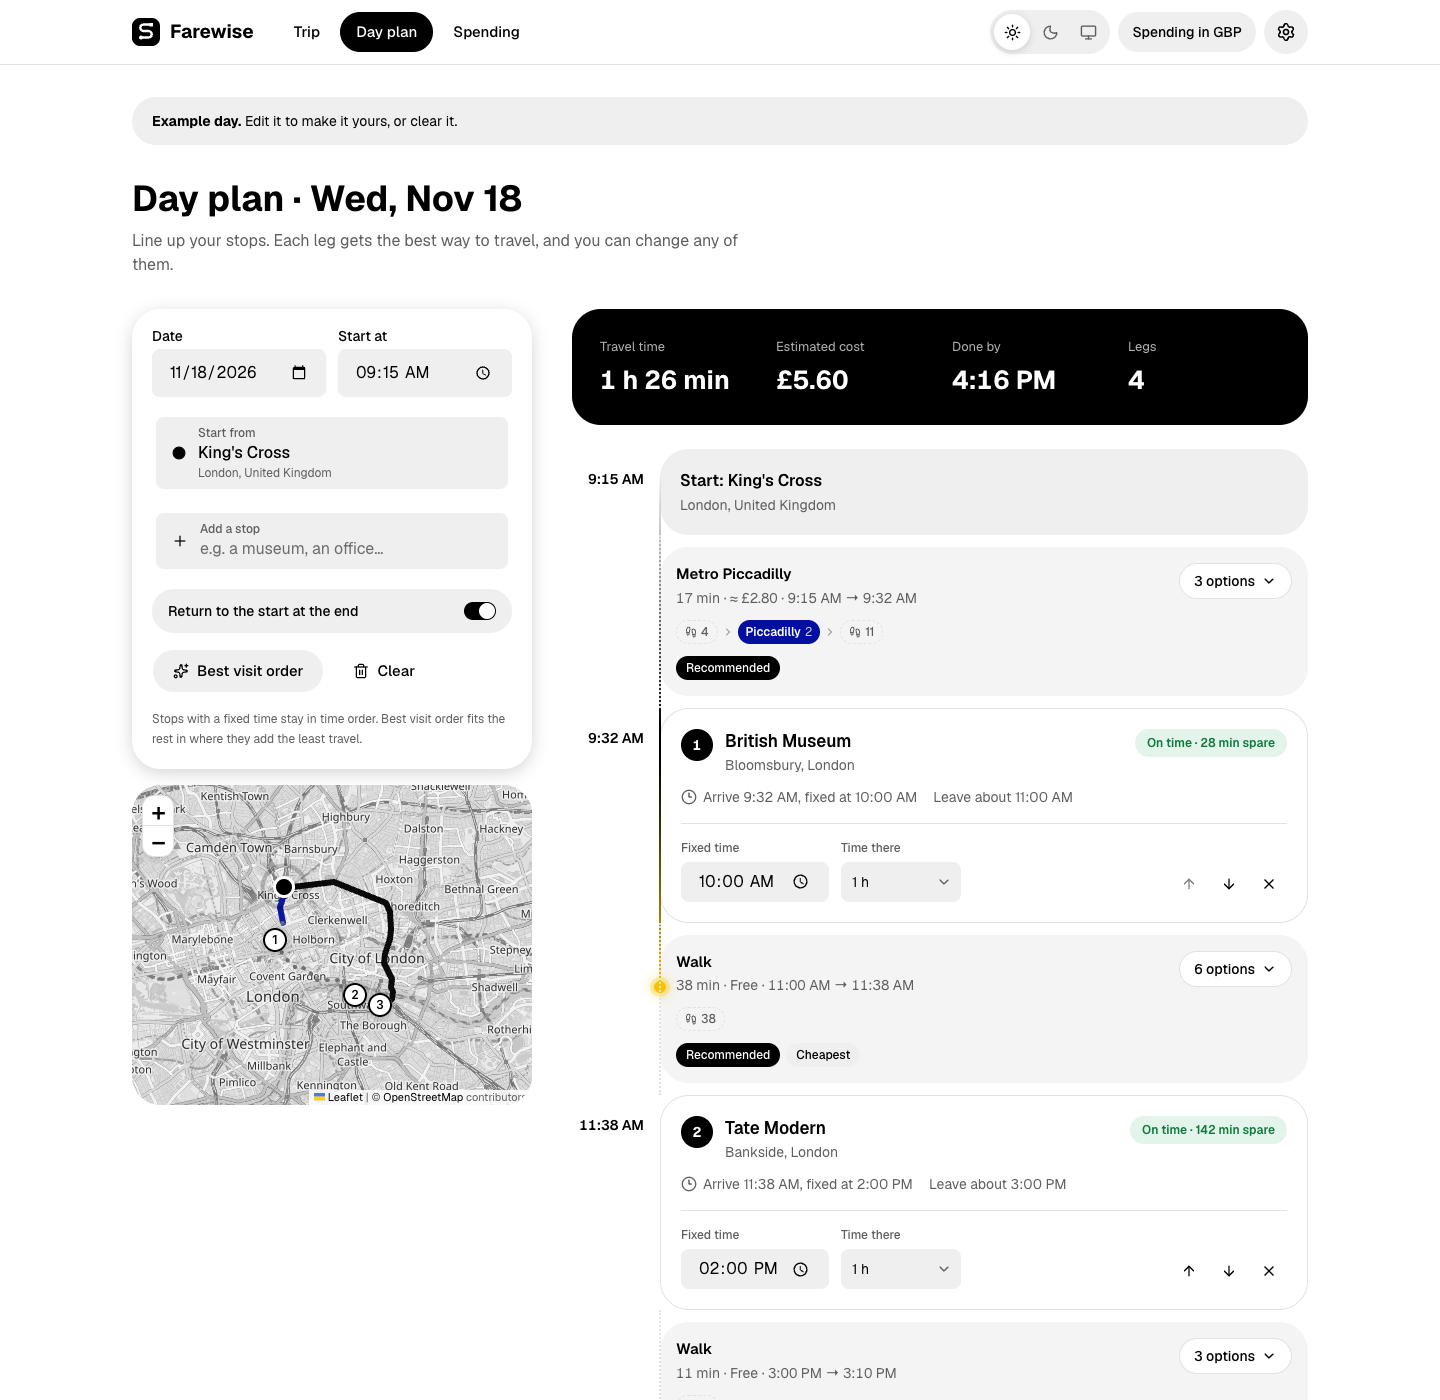 Farewise
Trip
Day plan
Spending
Spending in GBP
Example day. Edit it to make it yours, or clear it.
Day plan · Wed, Nov 18
Line up your stops. Each leg gets the best way to travel, and you can change any of
them.
Date
Start at
11/18/2026
09:15 AM
Start from
King's Cross
London, United Kingdom
Add a stop
e.g. a museum, an office...
Return to the start at the end
Best visit order
Clear
Stops with a fixed time stay in time order. Best visit order fits the
rest in where they add the least travel.
Travel time
Estimated cost
Done by
Legs
1 h 26 min
£5.60
4:16 PM
4
9:15 AM
Start: King's Cross
London, United Kingdom
Metro Piccadilly
3 options
17 min · ≈ £2.80 · 9:15 AM → 9:32 AM
4
Piccadilly 2
11
Recommended
9:32 AM
1
British Museum
On time · 28 min spare
Bloomsbury, London
Arrive 9:32 AM, fixed at 10:00 AM
Leave about 11:00 AM
Fixed time
Time there
10:00 AM
1 h
Walk
6 options
38 min · Free · 11:00 AM → 11:38 AM
38
Recommended
Cheapest
11:38 AM
2
Tate Modern
On time · 142 min spare
Bankside, London
Arrive 11:38 AM, fixed at 2:00 PM
Leave about 3:00 PM
Fixed time
Time there
02:00 PM
1 h
Walk
3 options
11 min · Free · 3:00 PM → 3:10 PM
+
−
Kentish Town
Highbury
Dalston
Hackney
Camden Town
Barnsbury
Haggerston
Hoxton
Bethnal Green
Clerkenwell
Marylebone
1
Holborn
City of London
Stepney
Mayfair
Covent Garden
London
2
3
Shadwell
The Borough
City of Westminster
Elephant and
Castle
Millbank
Pimlico
Kennington
Old Kent Road
Leaflet | © OpenStreetMap contributors